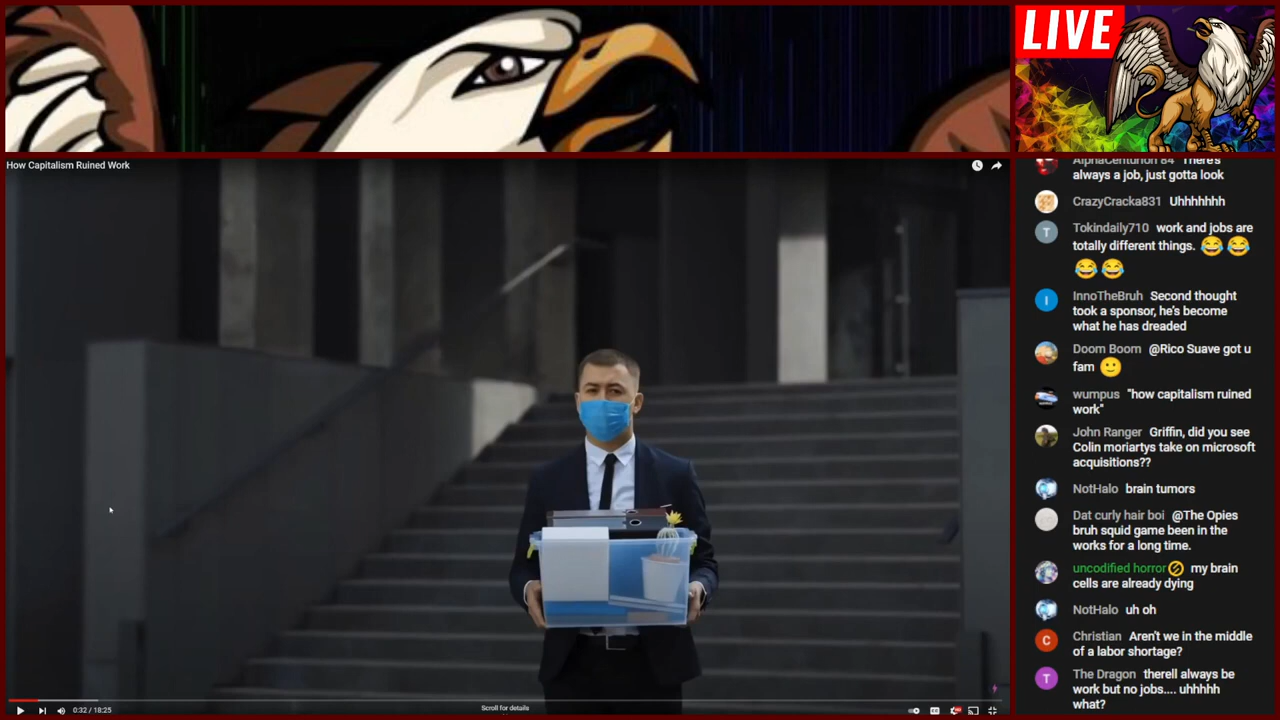 LIVE
How Capitalism Ruined Work
AlphaCenturion 84 There's
always a job, just gotta look
CrazyCracka831 Uhhhhhhh
T
Tokindaily710 work and jobs are
totally different things. 😂😂
😂😂
I
InnoTheBruh Second thought
took a sponsor, he's become
what he has dreaded
Doom Boom @Rico Suave got u
fam 🙂
wumpus "how capitalism ruined
work"
John Ranger Griffin, did you see
Colin moriartys take on microsoft
acquisitions??
NotHalo brain tumors
Dat curly hair boi @The Opies
bruh squid game been in the
works for a long time.
uncodified horror my brain
cells are already dying
NotHalo uh oh
C
Christian Aren't we in the middle
of a labor shortage?
T
The Dragon therell always be
work but no jobs.... uhhhhh
what?
0:32 / 18:25
Scroll for details